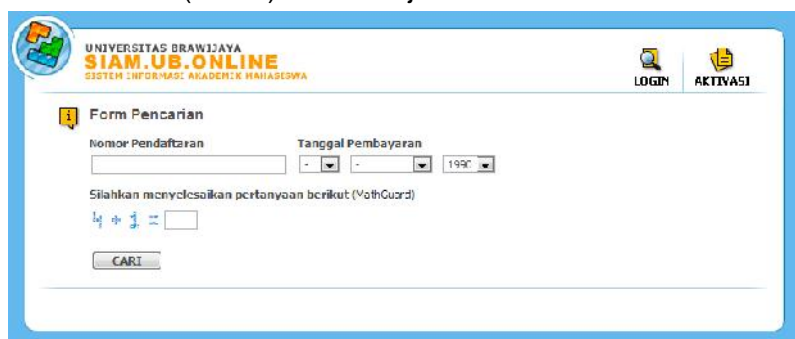 UNIVERSITAS BRAWIJAYA
SIAM.UB.ONLINE
SISTEM INFORMASI AKADEMIK MAHASISWA
LOGIN
AKTIVASI
Form Pencarian
Nomor Pendaftaran
Tanggal Pembayaran
- - 1990
Silahkan menyelesaikan pertanyaan berikut (MathGuard)
4 + 1 =
CARI